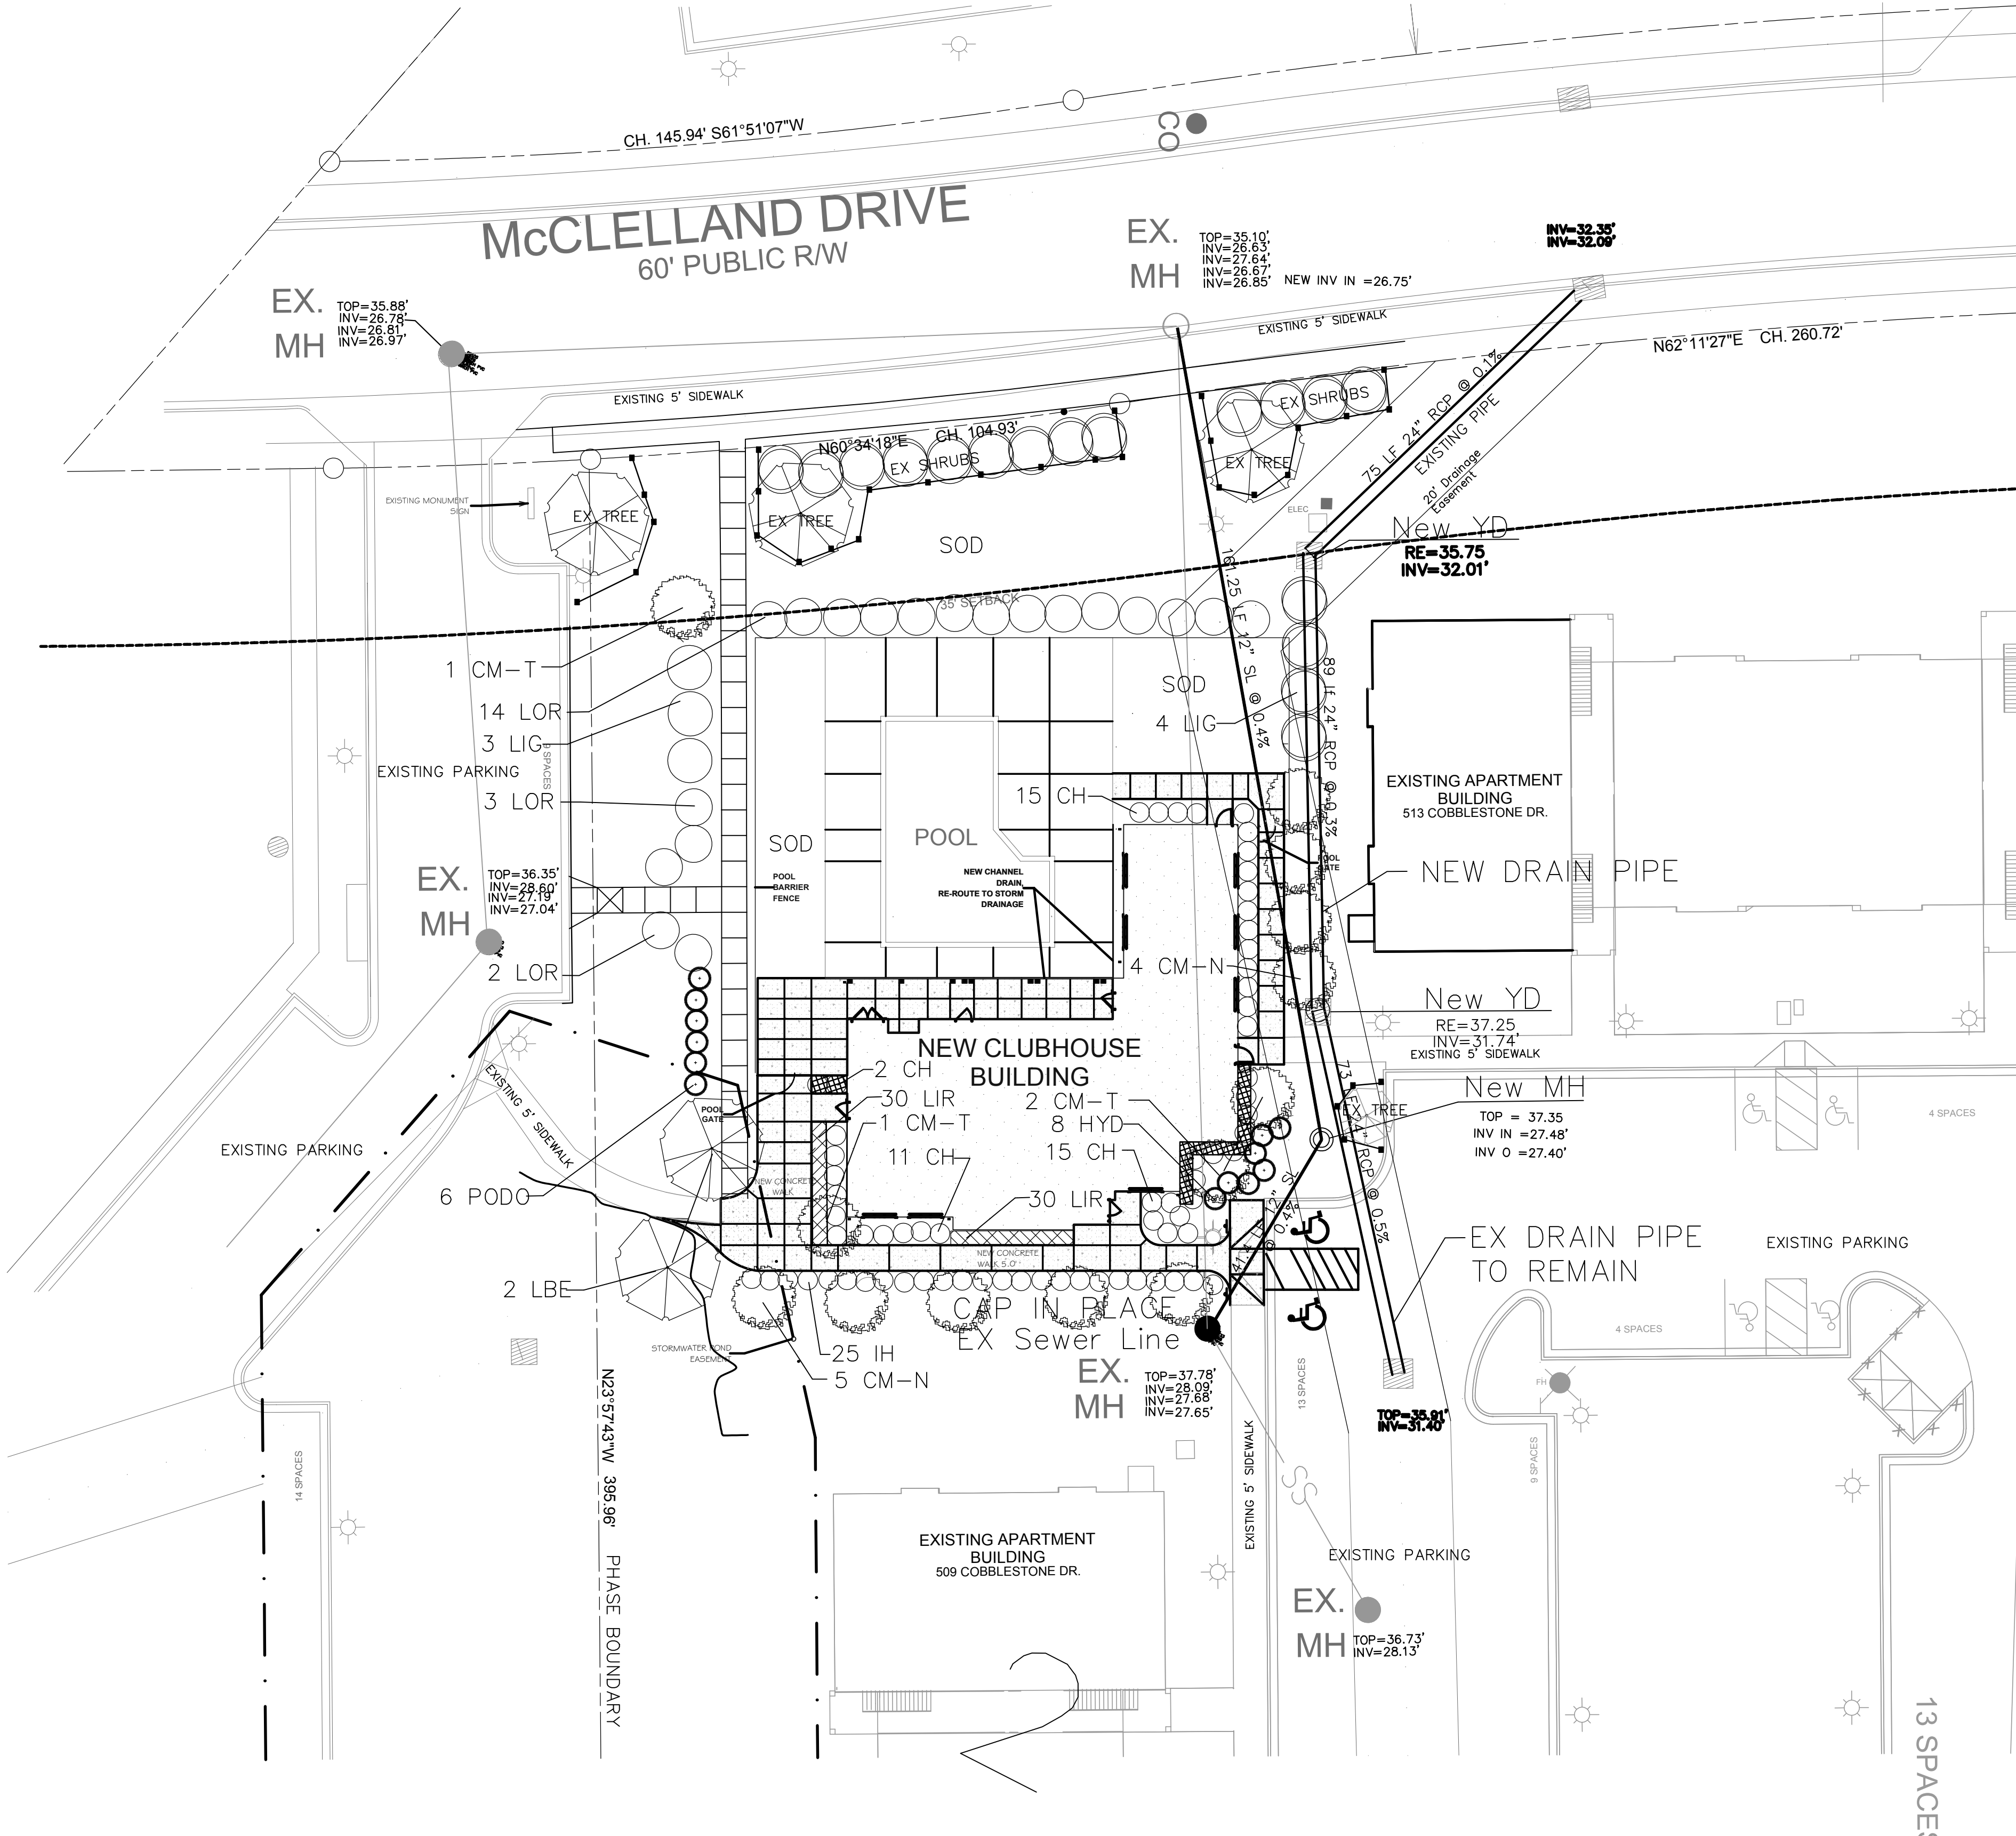 CH. 145.94' S61°51'07"W
CO
McCLELLAND DRIVE
60' PUBLIC R/W
EX.
MH
TOP=35.10'
INV=26.63'
INV=27.64'
INV=26.67'
INV=26.85'
NEW INV IN =26.75'
INV=32.35'
INV=32.09'
EX.
MH
TOP=35.88'
INV=26.78'
INV=26.81'
INV=26.97'
EXISTING 5' SIDEWALK
N62°11'27"E CH. 260.72'
EXISTING 5' SIDEWALK
75 LF 24" RCP @ 0.1%
EXISTING PIPE
20' Drainage
Easement
EX SHRUBS
EX TREE
N60°34'18"E CH. 104.93'
EX SHRUBS
EX TREE
EX TREE
EXISTING MONUMENT
SIGN
ELEC
SOD
New YD
RE=35.75
INV=32.01'
35' SETBACK
161.25 LF 12" SL @ 0.4%
89 lf 24" RCP @ 0.3%
1 CM-T
14 LOR
3 LIG
3 LOR
9 SPACES
EXISTING PARKING
SOD
4 LIG
EXISTING APARTMENT
BUILDING
513 COBBLESTONE DR.
15 CH
SOD
POOL
POOL
GATE
NEW DRAIN PIPE
EX.
MH
TOP=36.35'
INV=28.60'
INV=27.19'
INV=27.04'
POOL
BARRIER
FENCE
NEW CHANNEL
DRAIN,
RE-ROUTE TO STORM
DRAINAGE
2 LOR
4 CM-N
New YD
RE=37.25
INV=31.74'
EXISTING 5' SIDEWALK
NEW CLUBHOUSE
BUILDING
2 CH
30 LIR
1 CM-T
11 CH
2 CM-T
8 HYD
15 CH
30 LIR
New MH
TOP = 37.35
INV IN =27.48'
INV O =27.40'
EX TREE
73 LF 24" RCP @ 0.5%
4 SPACES
EXISTING 5' SIDEWALK
EXISTING PARKING
POOL
GATE
6 PODO
NEW CONCRETE
WALK
NEW CONCRETE
WALK 5.0'
@ 0.4%
EX DRAIN PIPE
TO REMAIN
EXISTING PARKING
2 LBE
CAP IN PLACE
EX Sewer Line
STORMWATER POND
EASEMENT
25 IH
5 CM-N
EX.
MH
TOP=37.78'
INV=28.09'
INV=27.68'
INV=27.65'
13 SPACES
TOP=35.91'
INV=31.40'
4 SPACES
FH
9 SPACES
14 SPACES
N23°57'43"W 395.96' PHASE BOUNDARY
EXISTING 5' SIDEWALK
SS
EXISTING APARTMENT
BUILDING
509 COBBLESTONE DR.
EXISTING PARKING
EX.
MH
TOP=36.73'
INV=28.13'
13 SPACES